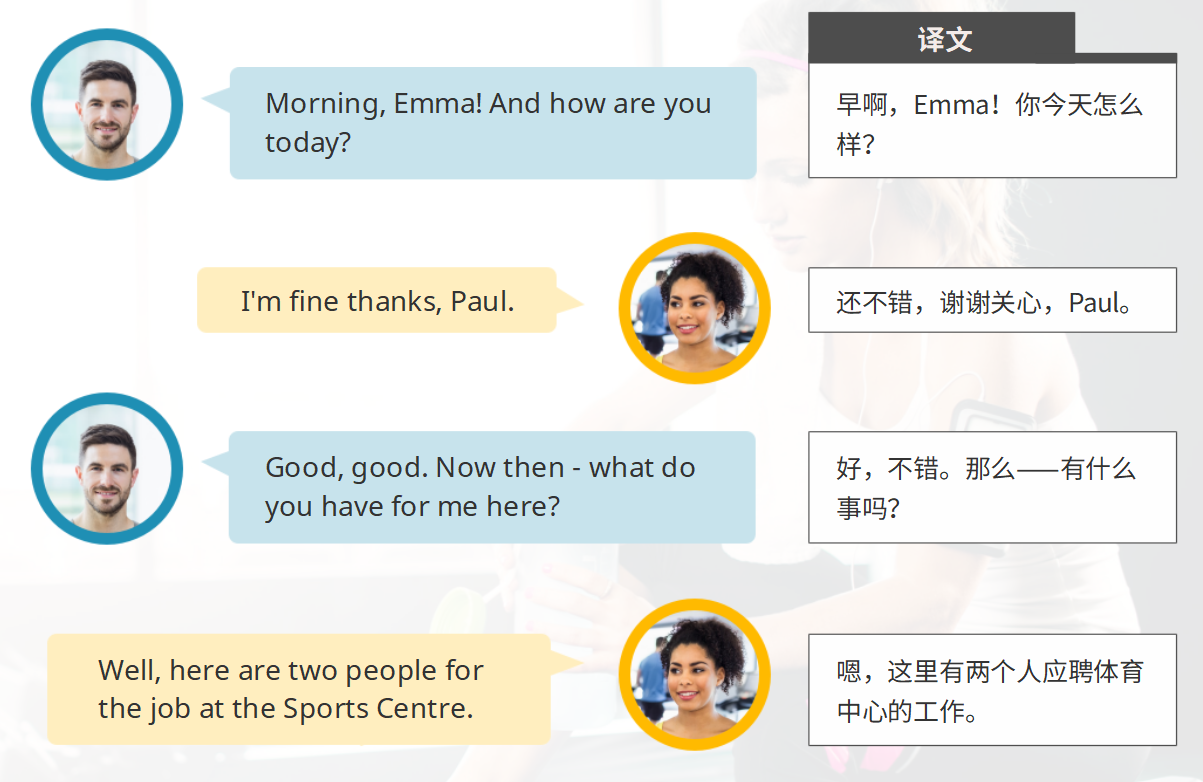 译文
Morning, Emma! And how are you
today?
早啊，Emma！你今天怎么
样？
I'm fine thanks, Paul.
还不错，谢谢关心，Paul。
Good, good. Now then - what do
you have for me here?
好，不错。那么——有什么
事吗？
Well, here are two people for
the job at the Sports Centre.
嗯，这里有两个人应聘体育
中心的工作。